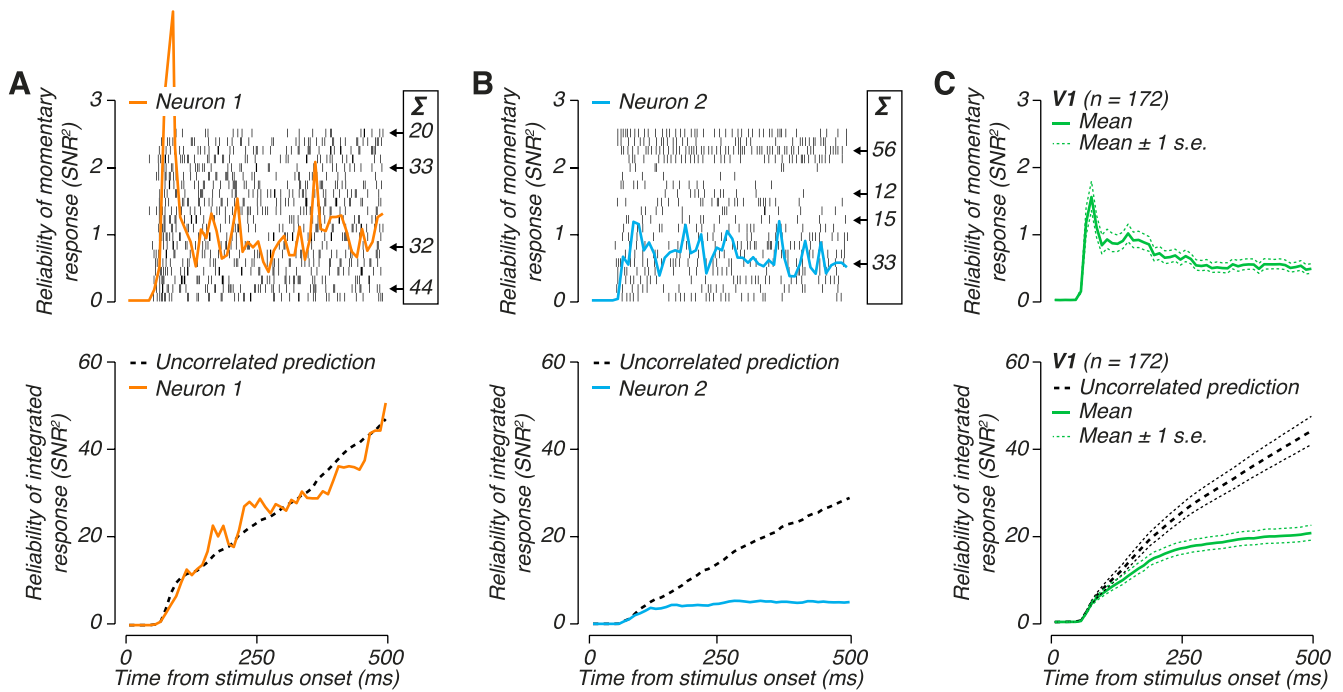 A
Reliability of momentary
response (SNR²)
3
2
1
0
Neuron 1
Σ
20
33
32
44
B
Reliability of momentary
response (SNR²)
3
2
1
0
Neuron 2
Σ
56
12
15
33
C
Reliability of momentary
response (SNR²)
3
2
1
0
V1 (n = 172)
Mean
Mean ± 1 s.e.
Reliability of integrated
response (SNR²)
60
40
20
0
Uncorrelated prediction
Neuron 1
0
250
500
Time from stimulus onset (ms)
Reliability of integrated
response (SNR²)
60
40
20
0
Uncorrelated prediction
Neuron 2
0
250
500
Time from stimulus onset (ms)
Reliability of integrated
response (SNR²)
60
40
20
0
V1 (n = 172)
Uncorrelated prediction
Mean
Mean ± 1 s.e.
0
250
500
Time from stimulus onset (ms)